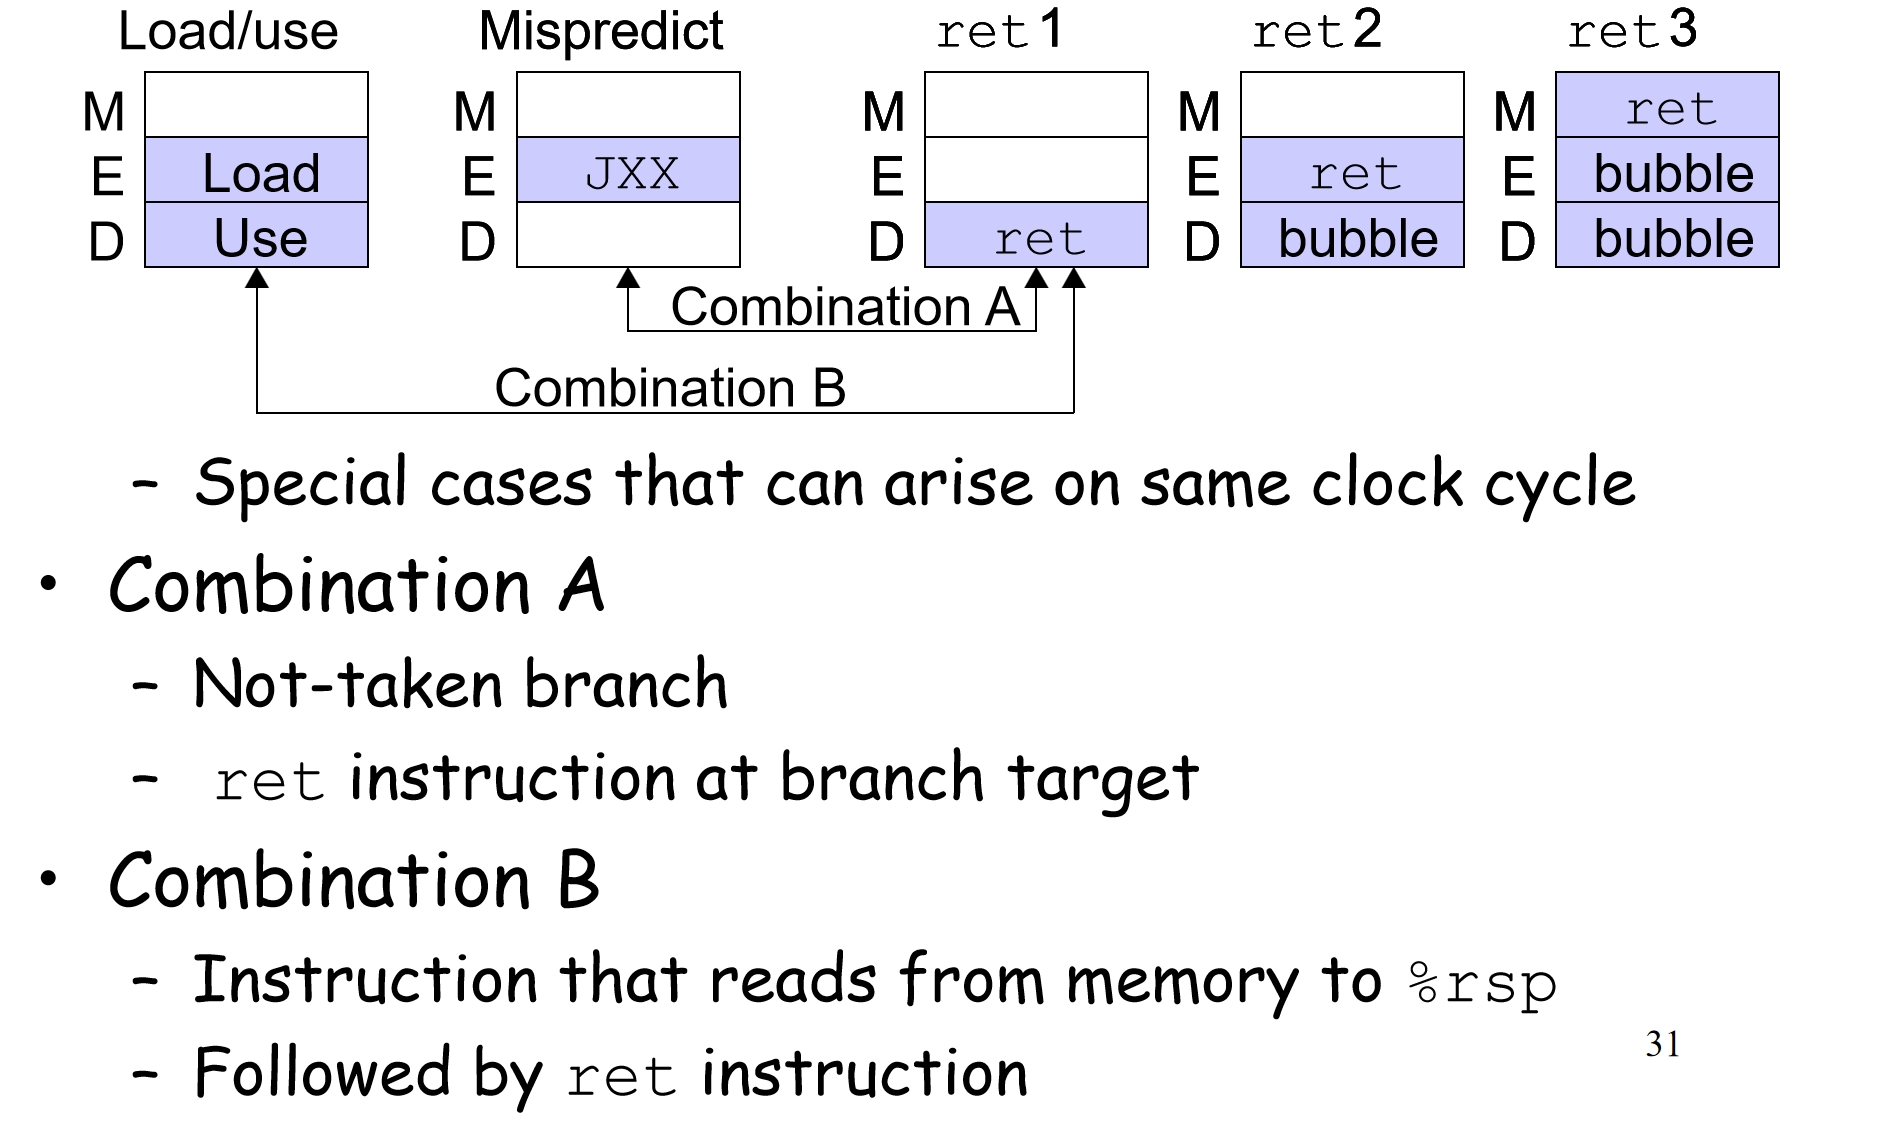 Load/use Mispredict ret 1 ret 2 ret 3
M M M M M ret
E Load E JXX E E ret E bubble
D Use D D ret D bubble D bubble
Combination A
Combination B
– Special cases that can arise on same clock cycle
• Combination A
– Not-taken branch
– ret instruction at branch target
• Combination B
– Instruction that reads from memory to %rsp
– Followed by ret instruction
31